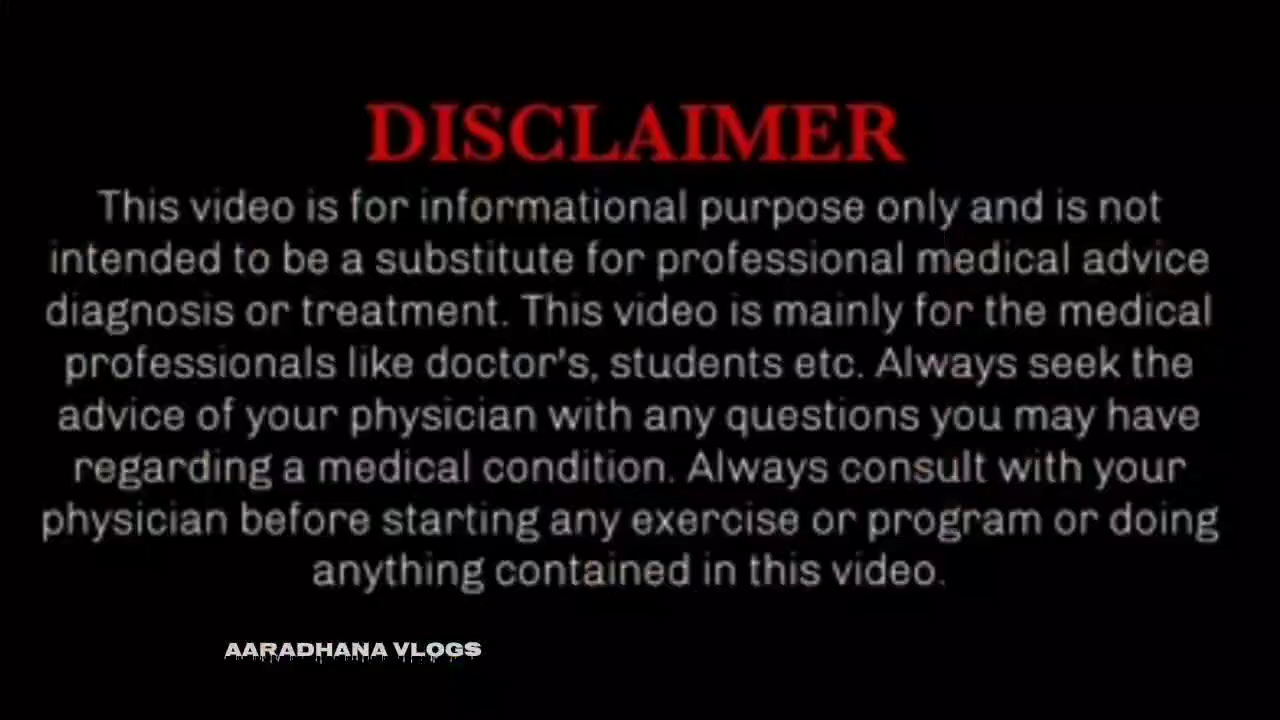 DISCLAIMER
This video is for informational purpose only and is not
intended to be a substitute for professional medical advice
diagnosis or treatment. This video is mainly for the medical
professionals like doctor's, students etc. Always seek the
advice of your physician with any questions you may have
regarding a medical condition. Always consult with your
physician before starting any exercise or program or doing
anything contained in this video.
AARADHANA VLOGS